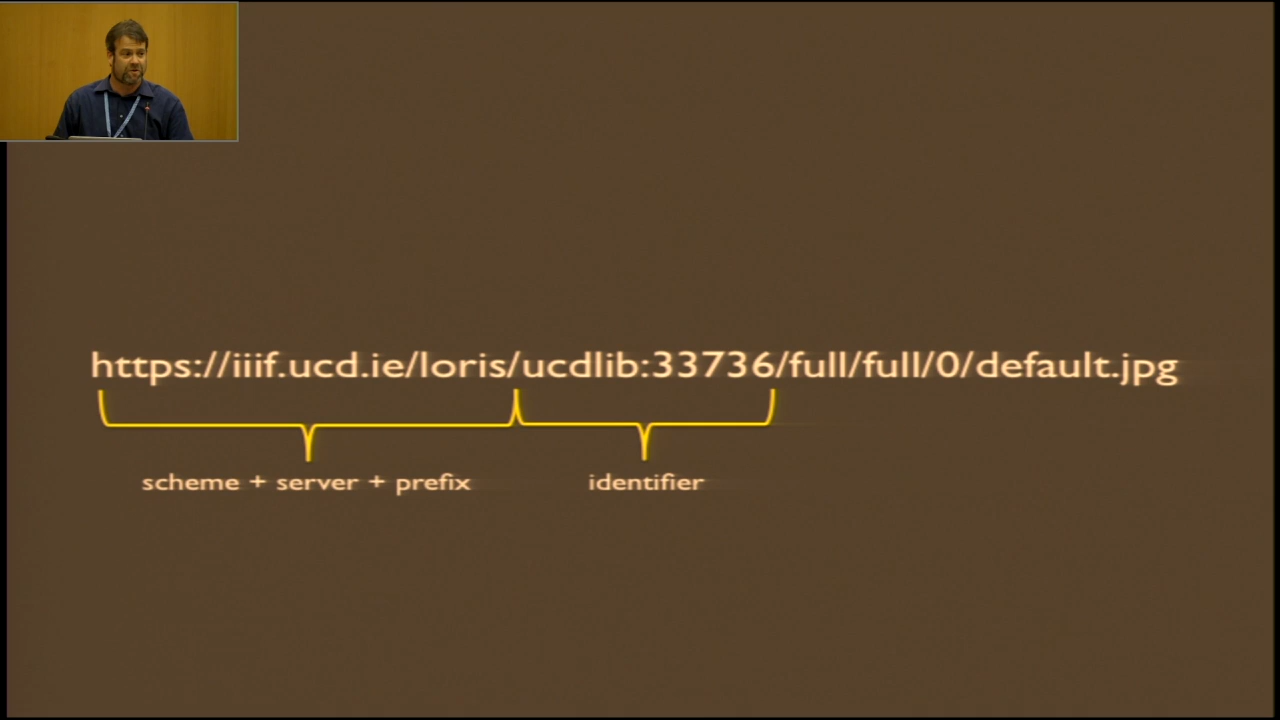 https://iiif.ucd.ie/loris/ucdlib:33736/full/full/0/default.jpg
scheme + server + prefix
identifier